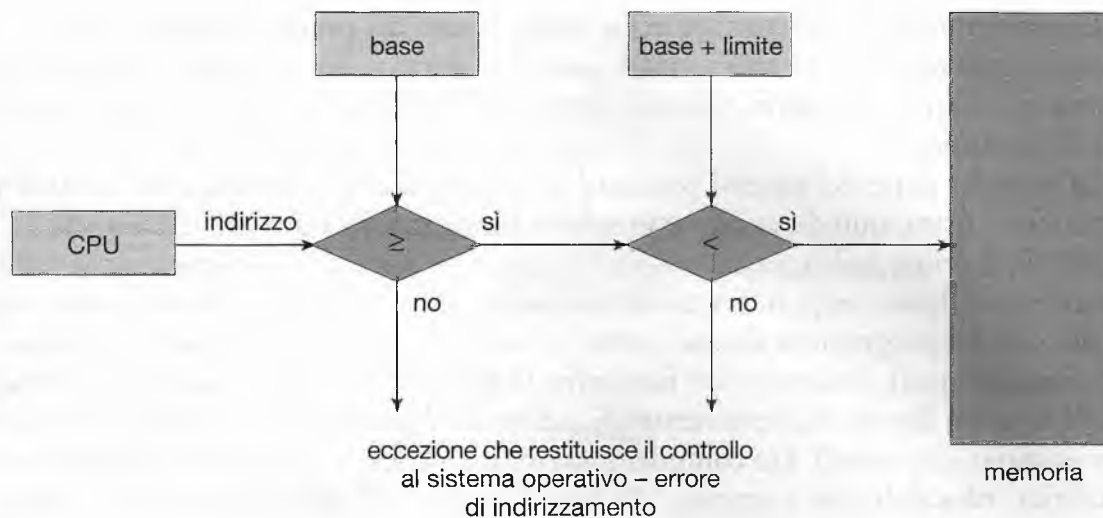 base
base + limite
CPU
indirizzo
≥
sì
<
sì
no
no
eccezione che restituisce il controllo
al sistema operativo – errore
di indirizzamento
memoria